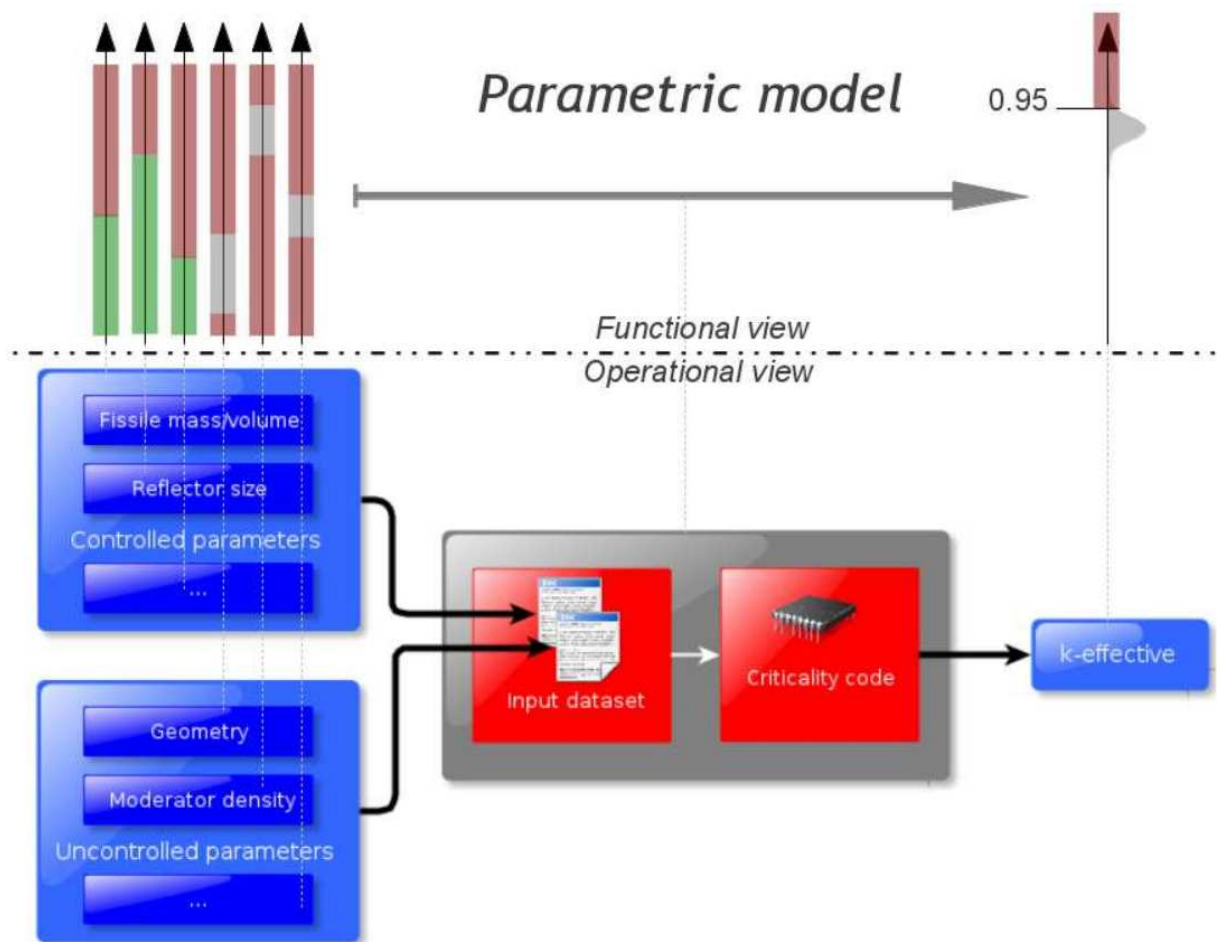 Parametric model
0.95
Functional view
Operational view
Fissile mass/volume
Reflector size
Controlled parameters
...
Input dataset
Criticality code
k-effective
Geometry
Moderator density
Uncontrolled parameters
...